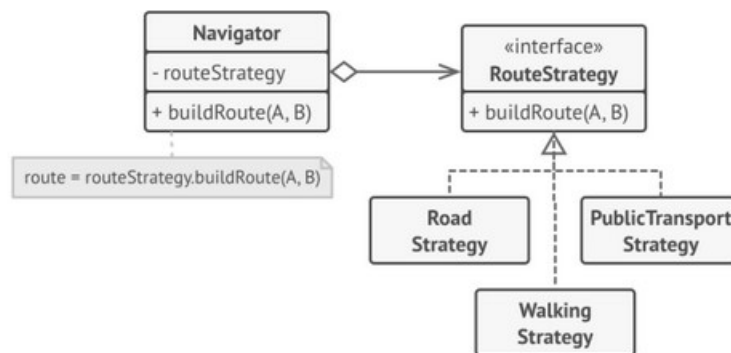 Navigator
- routeStrategy
+ buildRoute(A, B)
route = routeStrategy.buildRoute(A, B)
«interface»
RouteStrategy
+ buildRoute(A, B)
Road
Strategy
Walking
Strategy
PublicTransport
Strategy